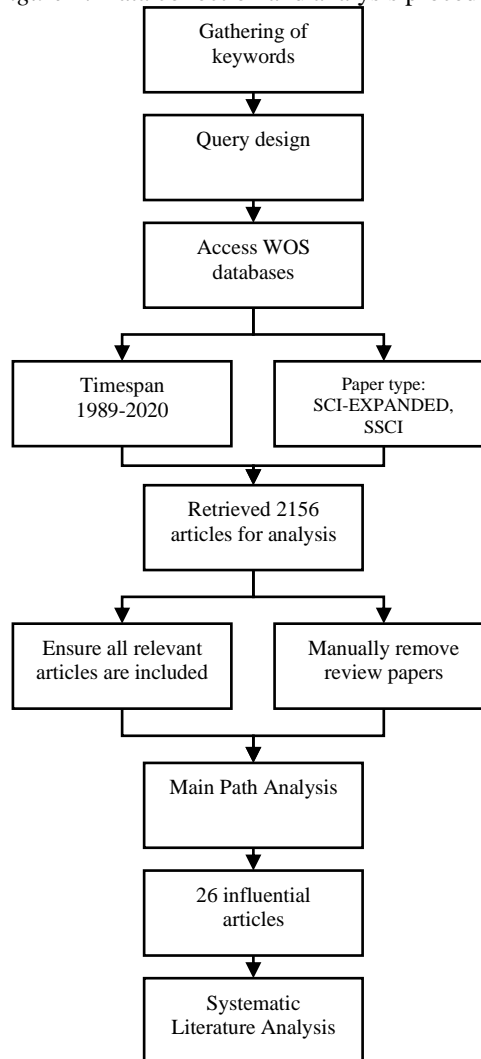 Gathering of
keywords
Query design
Access WOS
databases
Timespan
1989-2020
Paper type:
SCI-EXPANDED,
SSCI
Retrieved 2156
articles for analysis
Ensure all relevant
articles are included
Manually remove
review papers
Main Path Analysis
26 influential
articles
Systematic
Literature Analysis